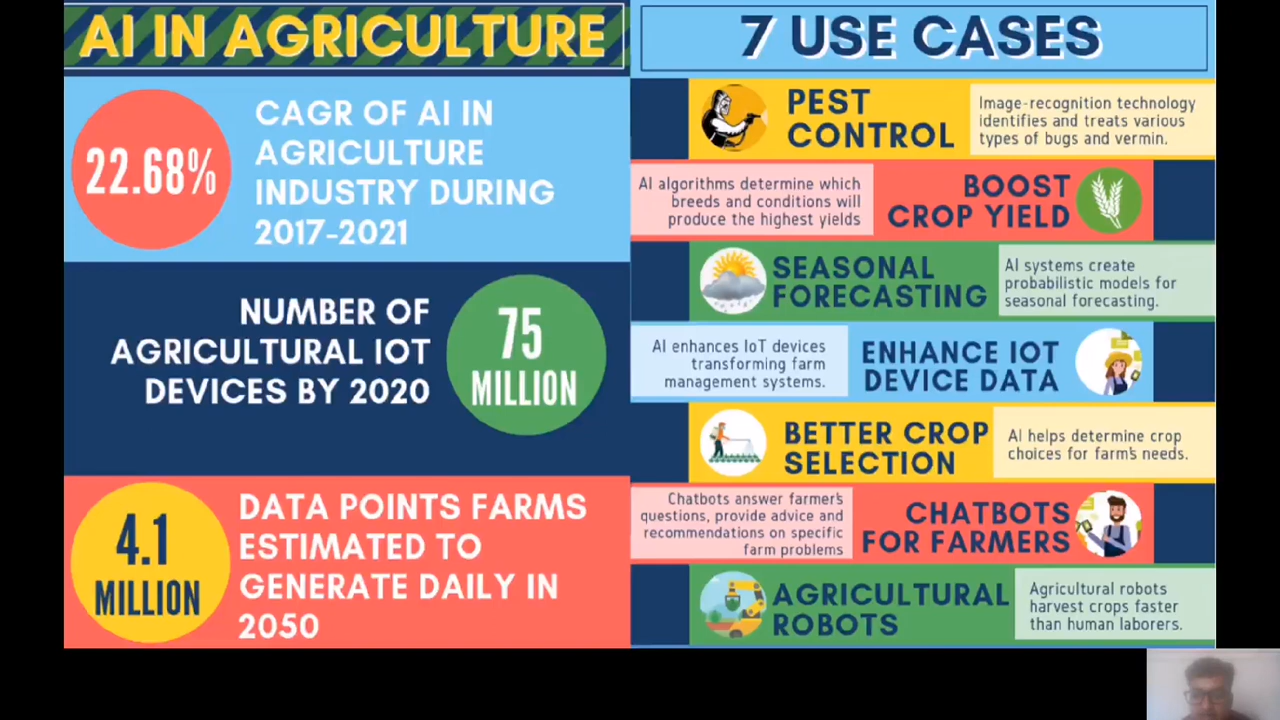 AI IN AGRICULTURE
22.68%
CAGR OF AI IN
AGRICULTURE
INDUSTRY DURING
2017-2021
NUMBER OF
AGRICULTURAL IOT
DEVICES BY 2020
75
MILLION
4.1
MILLION
DATA POINTS FARMS
ESTIMATED TO
GENERATE DAILY IN
2050
7 USE CASES
PEST
CONTROL
Image-recognition technology
identifies and treats various
types of bugs and vermin.
AI algorithms determine which
breeds and conditions will
produce the highest yields
BOOST
CROP YIELD
SEASONAL
FORECASTING
AI systems create
probabilistic models for
seasonal forecasting.
AI enhances IoT devices
transforming farm
management systems.
ENHANCE IOT
DEVICE DATA
BETTER CROP
SELECTION
AI helps determine crop
choices for farm's needs.
Chatbots answer farmer's
questions, provide advice and
recommendations on specific
farm problems
CHATBOTS
FOR FARMERS
AGRICULTURAL
ROBOTS
Agricultural robots
harvest crops faster
than human laborers.